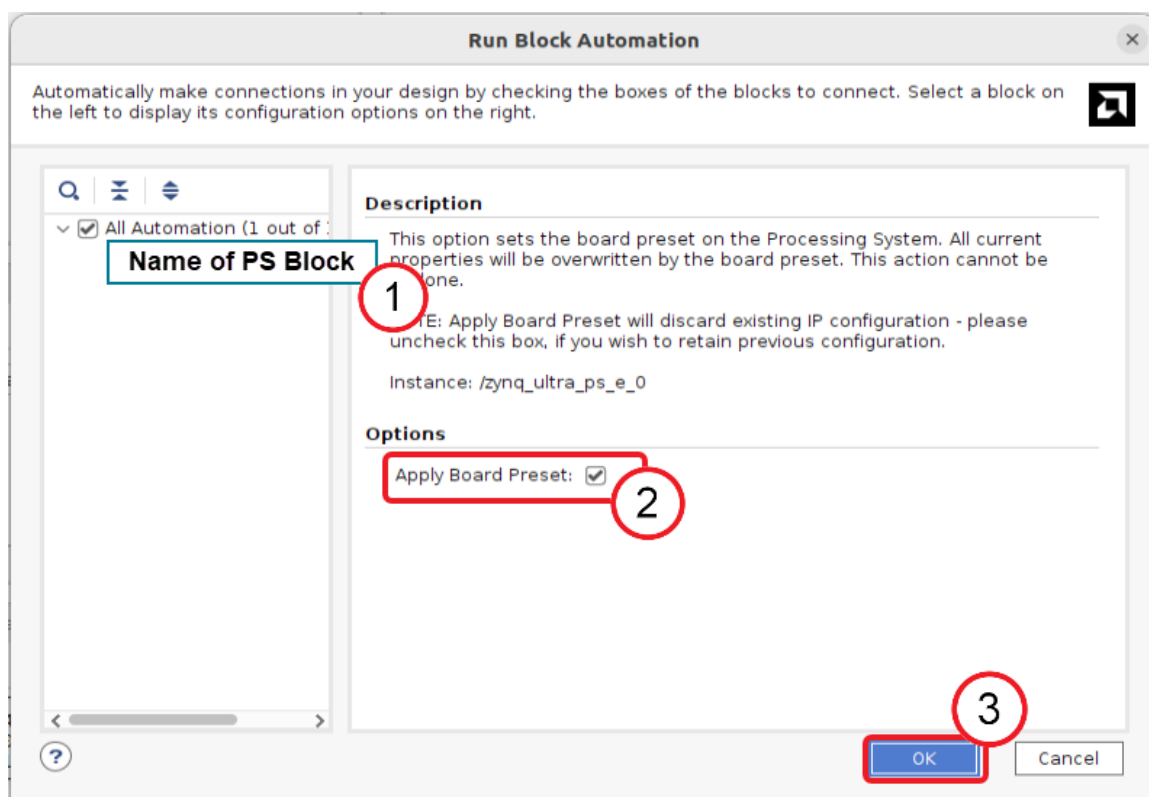 Run Block Automation
Automatically make connections in your design by checking the boxes of the blocks to connect. Select a block on
the left to display its configuration options on the right.
All Automation (1 out of
Name of PS Block
1
Description
This option sets the board preset on the Processing System. All current
properties will be overwritten by the board preset. This action cannot be
one.
TE: Apply Board Preset will discard existing IP configuration - please
uncheck this box, if you wish to retain previous configuration.
Instance: /zynq_ultra_ps_e_0
Options
Apply Board Preset:
2
3
?
OK
Cancel